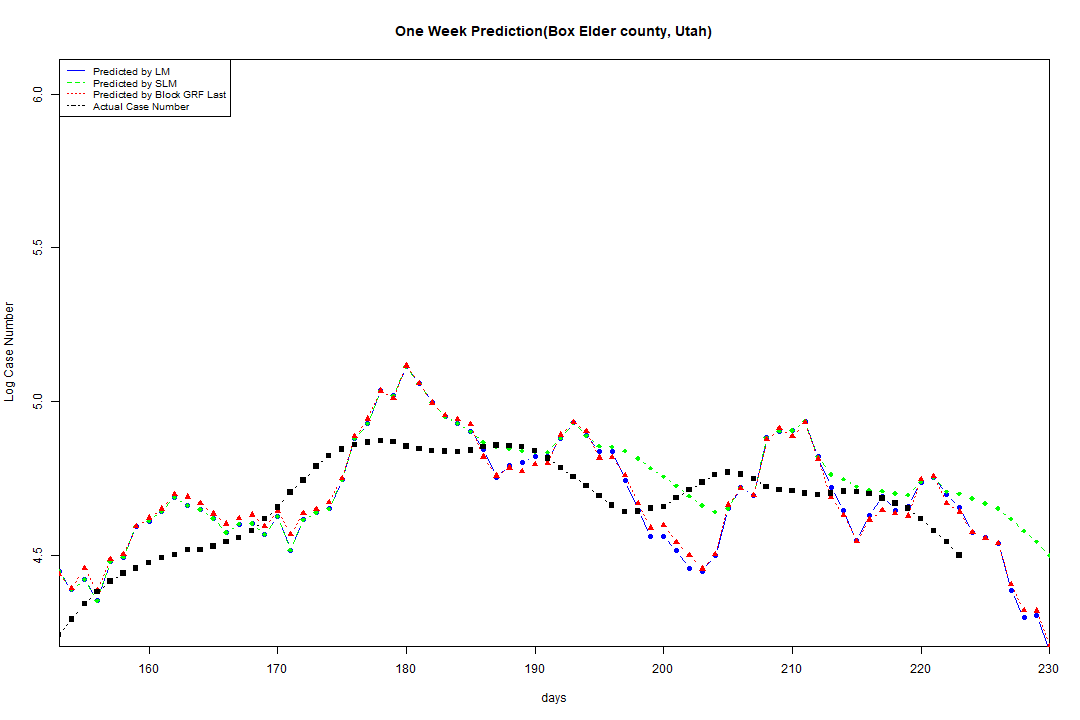 One Week Prediction(Box Elder county, Utah)
Predicted by LM
Predicted by SLM
Predicted by Block GRF Last
Actual Case Number
6.0
5.5
5.0
4.5
Log Case Number
160 170 180 190 200 210 220 230
days